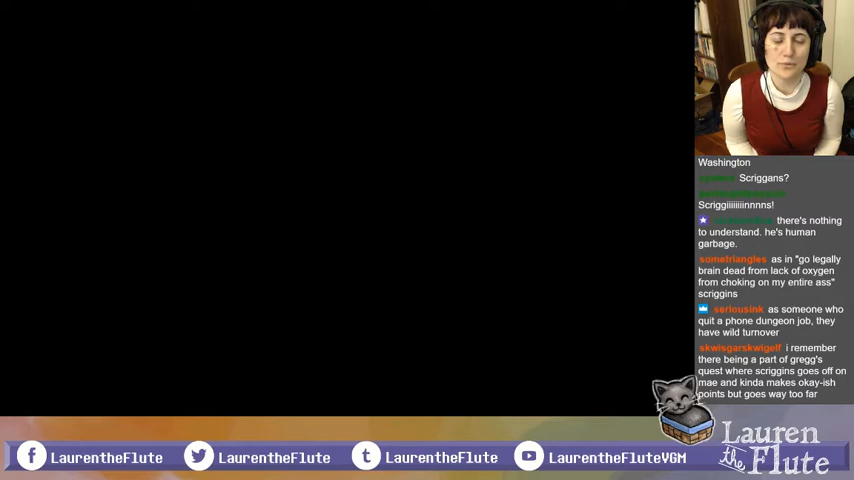 Washington
Scriggans?
Scriggiiiiiiinnnns!
there's nothing
to understand. he's human
garbage.
sometriangles as in "go legally
brain dead from lack of oxygen
from choking on my entire ass"
scriggins
seriousink as someone who
quit a phone dungeon job, they
have wild turnover
skwisgarskwigelf i remember
there being a part of gregg's
quest where scriggins goes off on
mae and kinda makes okay-ish
points but goes way too far
LaurentheFlute
LaurentheFlute
LaurentheFlute
LaurentheFluteVGM
Lauren
the Flute